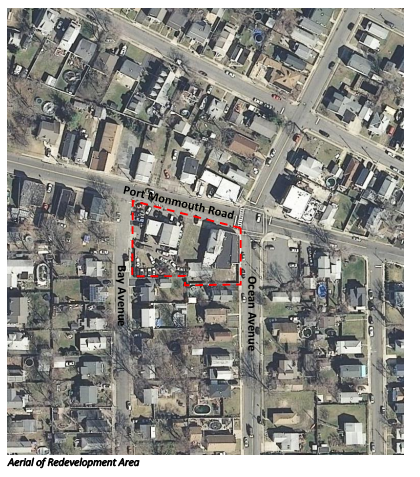 Port Monmouth Road
Bay Avenue
Ocean Avenue
Aerial of Redevelopment Area